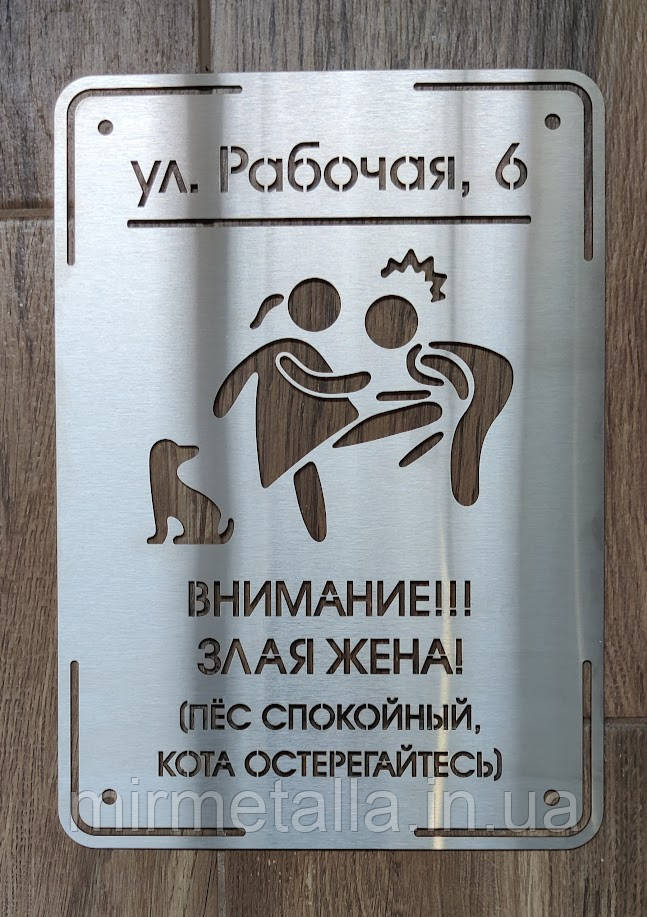 ул. Рабочая, 6
ВНИМАНИЕ!!!
ЗЛАЯ ЖЕНА!
(ПЁС СПОКОЙНЫЙ,
КОТА ОСТЕРЕГАЙТЕСЬ)
mirmetalla.in.ua